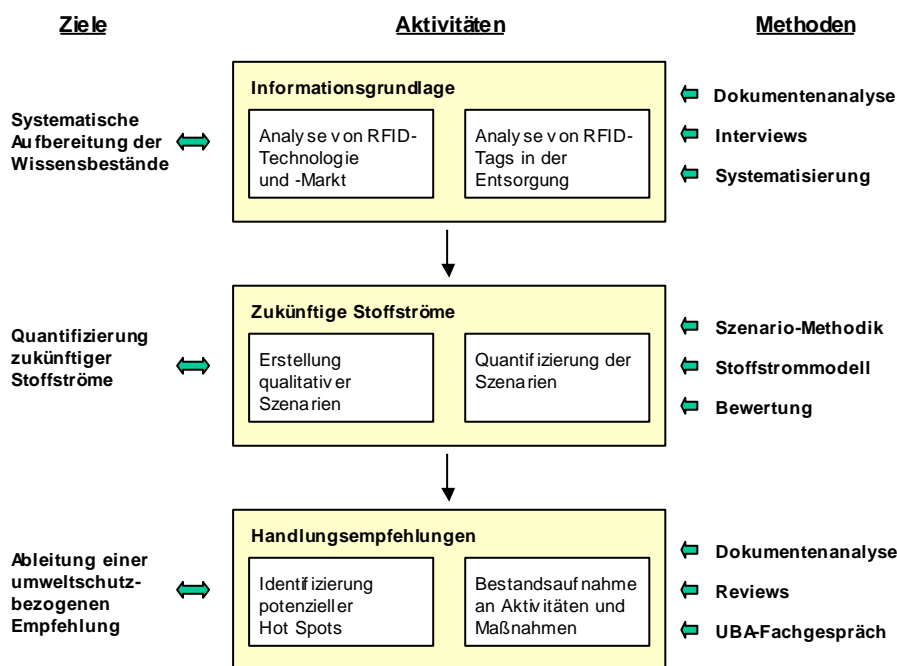 Ziele
Aktivitäten
Methoden
Systematische
Aufbereitung der
Wissensbestände
Informationsgrundlage
Analyse von RFID-
Technologie
und -Markt
Analyse von RFID-
Tags in der
Entsorgung
Dokumentenanalyse
Interviews
Systematisierung
Quantifizierung
zukünftiger
Stoffströme
Zukünftige Stoffströme
Erstellung
qualitativer
Szenarien
Quantifizierung der
Szenarien
Szenario-Methodik
Stoffstrommodell
Bewertung
Ableitung einer
umweltschutz-
bezogenen
Empfehlung
Handlungsempfehlungen
Identifizierung
potenzieller
Hot Spots
Bestandsaufnahme
an Aktivitäten und
Maßnahmen
Dokumentenanalyse
Reviews
UBA-Fachgespräch